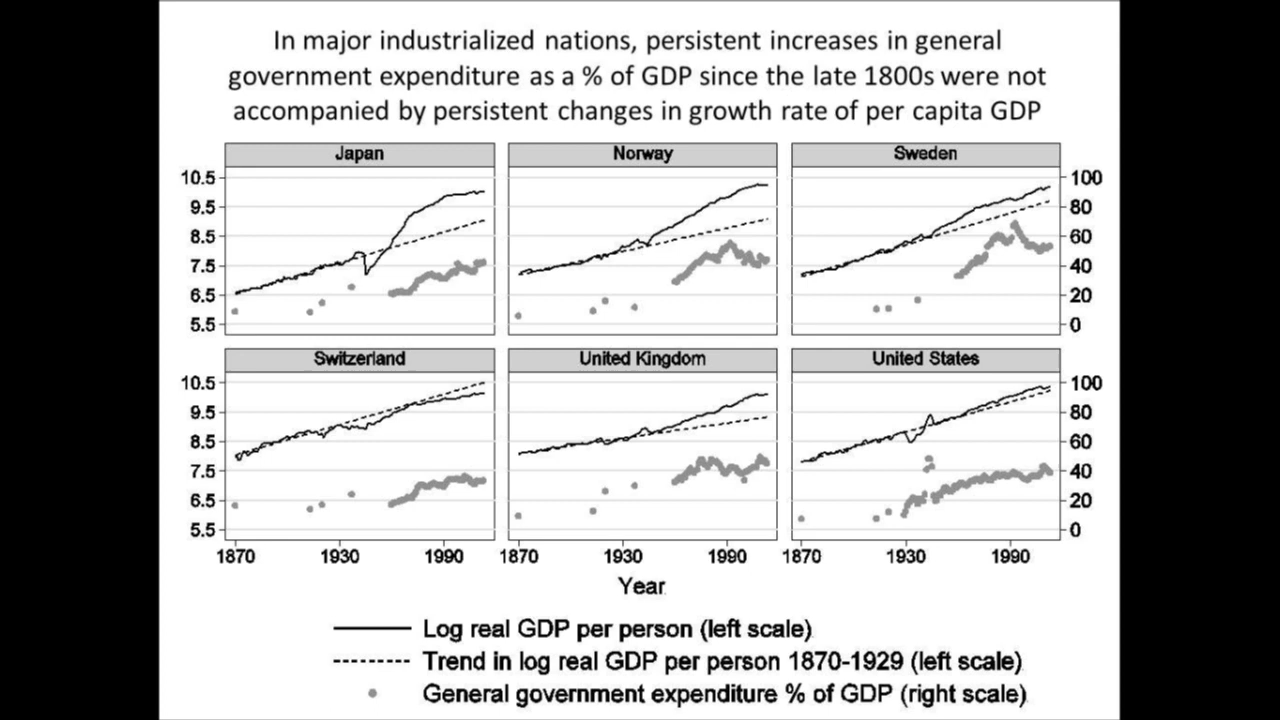 In major industrialized nations, persistent increases in general
government expenditure as a % of GDP since the late 1800s were not
accompanied by persistent changes in growth rate of per capita GDP
Japan Norway Sweden
10.5 100
9.5 80
8.5 60
7.5 40
6.5 20
5.5 0
Switzerland United Kingdom United States
10.5 100
9.5 80
8.5 60
7.5 40
6.5 20
5.5 0
1870 1930 1990 1870 1930 1990 1870 1930 1990
Year
Log real GDP per person (left scale)
Trend in log real GDP per person 1870-1929 (left scale)
General government expenditure % of GDP (right scale)